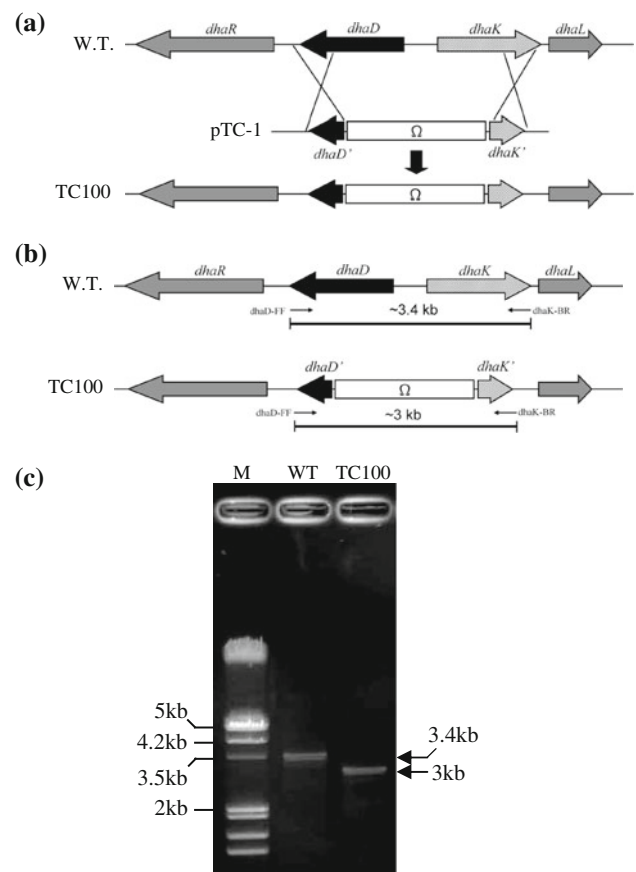 (a)
dhaR dhaD dhaK dhaL
W.T.
pTC-1
Ω
dhaD' dhaK'
TC100
Ω
(b)
dhaR dhaD dhaK dhaL
W.T.
dhaD-FF ~3.4 kb dhaK-BR
dhaD' dhaK'
TC100
Ω
dhaD-FF ~3 kb dhaK-BR
(c)
M WT TC100
5kb
4.2kb
3.5kb
2kb
3.4kb
3kb